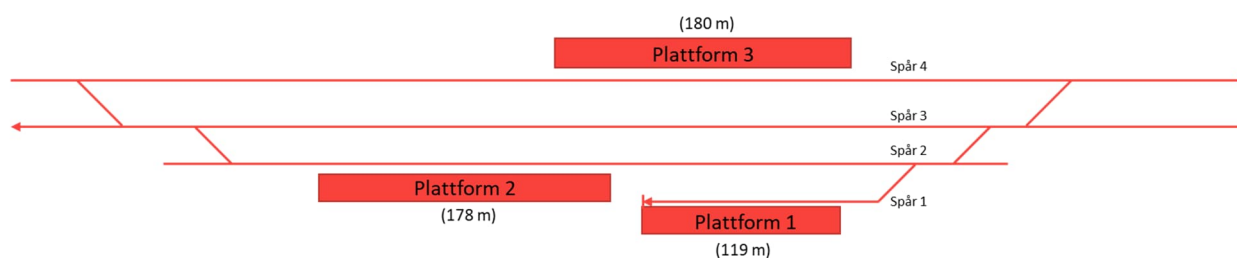 (180 m)
Plattform 3
Spår 4
Spår 3
Spår 2
Plattform 2
(178 m)
Spår 1
Plattform 1
(119 m)